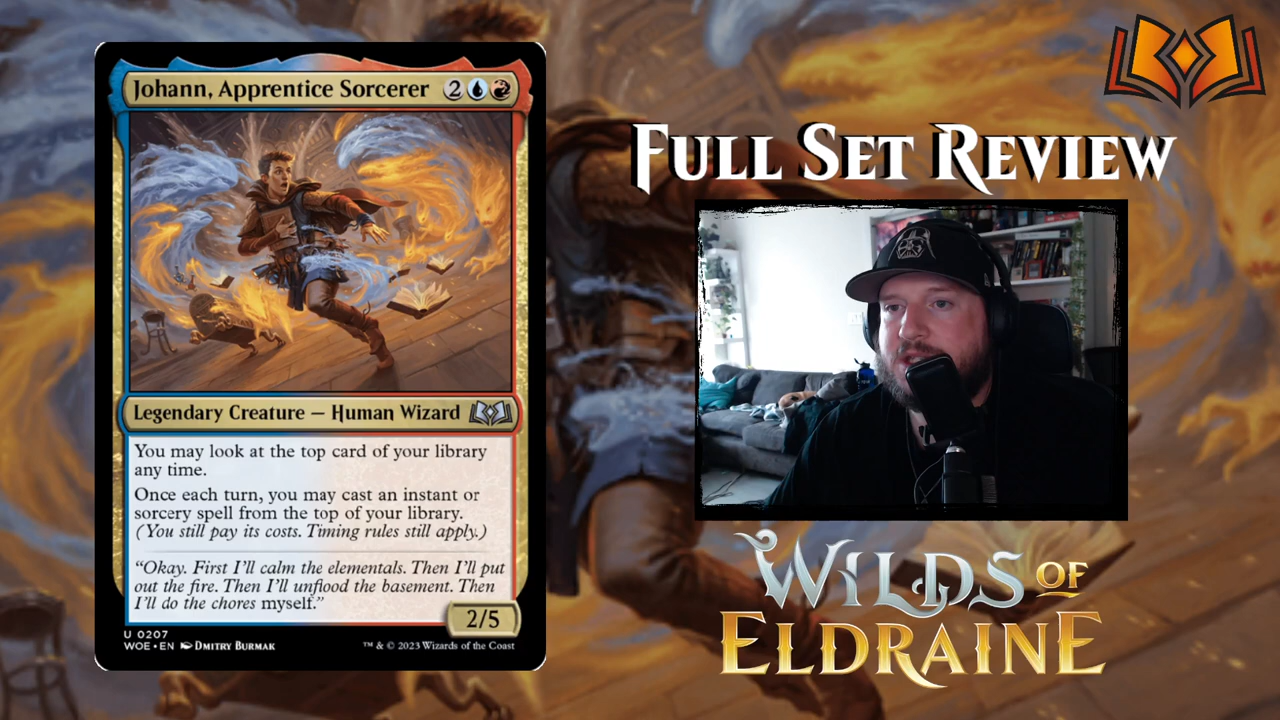 Johann, Apprentice Sorcerer 2
Legendary Creature — Human Wizard
You may look at the top card of your library
any time.
Once each turn, you may cast an instant or
sorcery spell from the top of your library.
(You still pay its costs. Timing rules still apply.)
“Okay. First I’ll calm the elementals. Then I’ll put
out the fire. Then I’ll unflood the basement. Then
I’ll do the chores myself.”
2/5
U 0207
WOE • EN Dmitry Burmak
™ & © 2023 Wizards of the Coast
Full Set Review
Wilds of
Eldraine